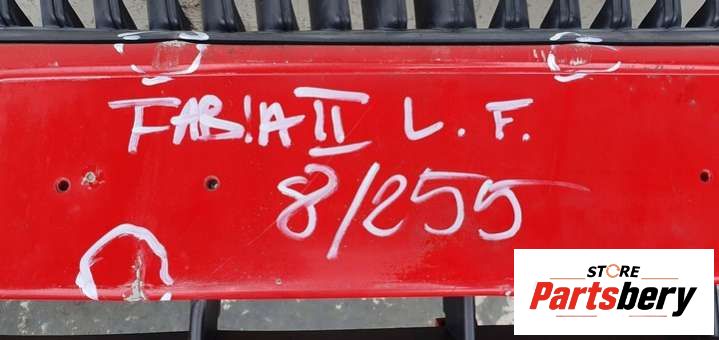 FAB!A II L. F.
8/255
STORE
Partsbery